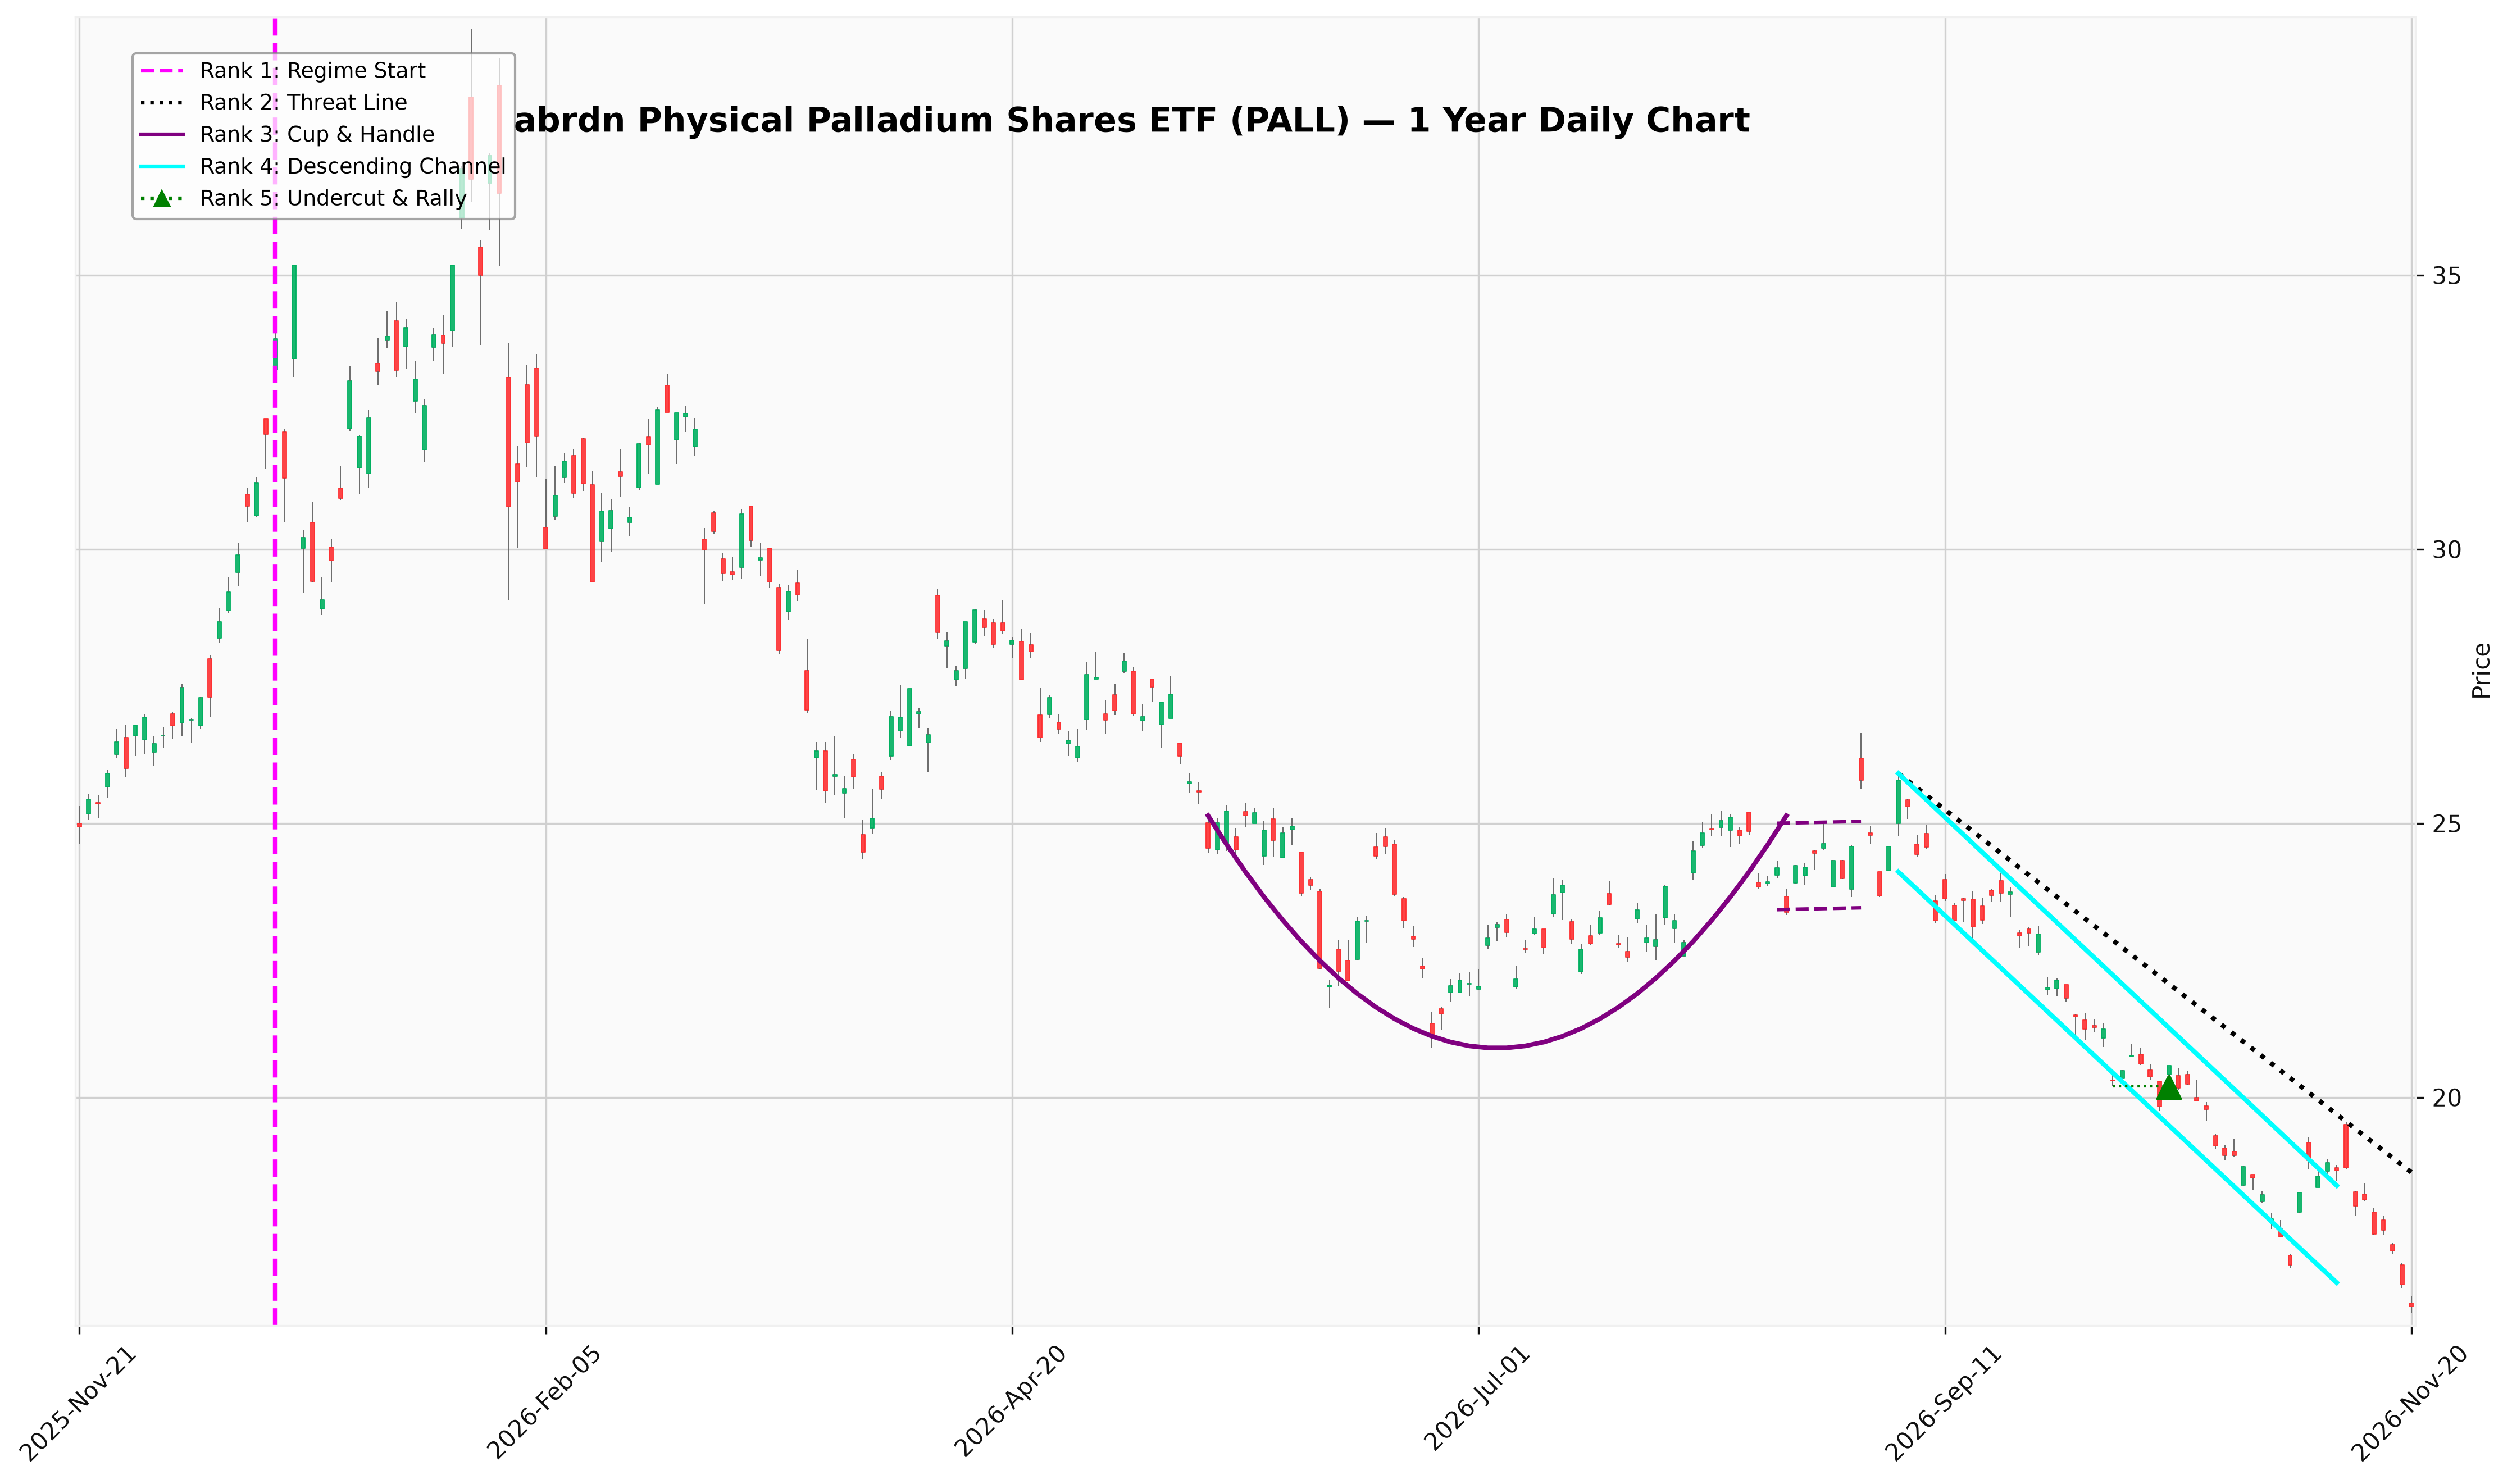 abrdn Physical Palladium Shares ETF (PALL) — 1 Year Daily Chart
Rank 1: Regime Start
Rank 2: Threat Line
Rank 3: Cup & Handle
Rank 4: Descending Channel
Rank 5: Undercut & Rally
35
30
25
20
Price
2025-Nov-21
2026-Feb-05
2026-Apr-20
2026-Jul-01
2026-Sep-11
2026-Nov-20